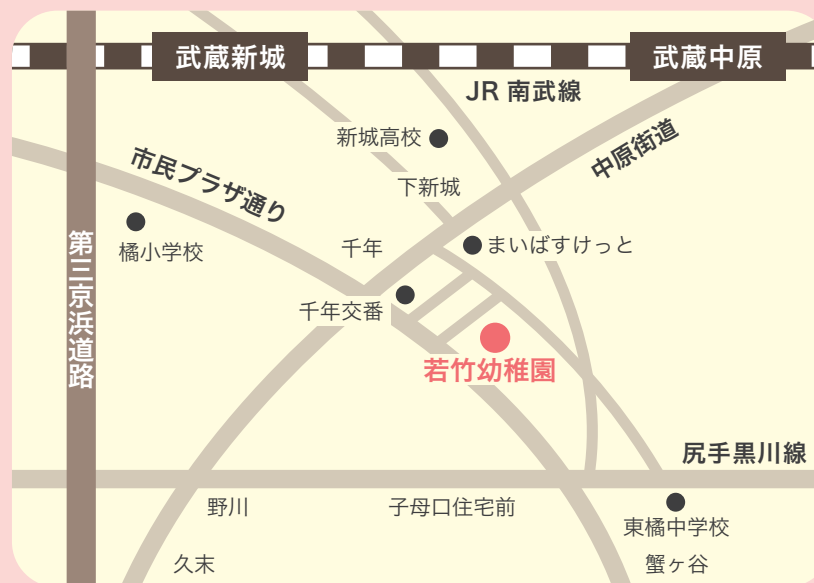 武蔵新城
武蔵中原
JR 南武線
新城高校
中原街道
市民プラザ通り
下新城
橘小学校
千年
まいばすけっと
第三京浜道路
千年交番
若竹幼稚園
尻手黒川線
野川
子母口住宅前
東橘中学校
久末
蟹ヶ谷